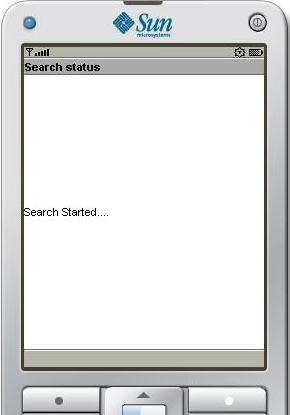 Sun
microsystems
Search status
Search Started....